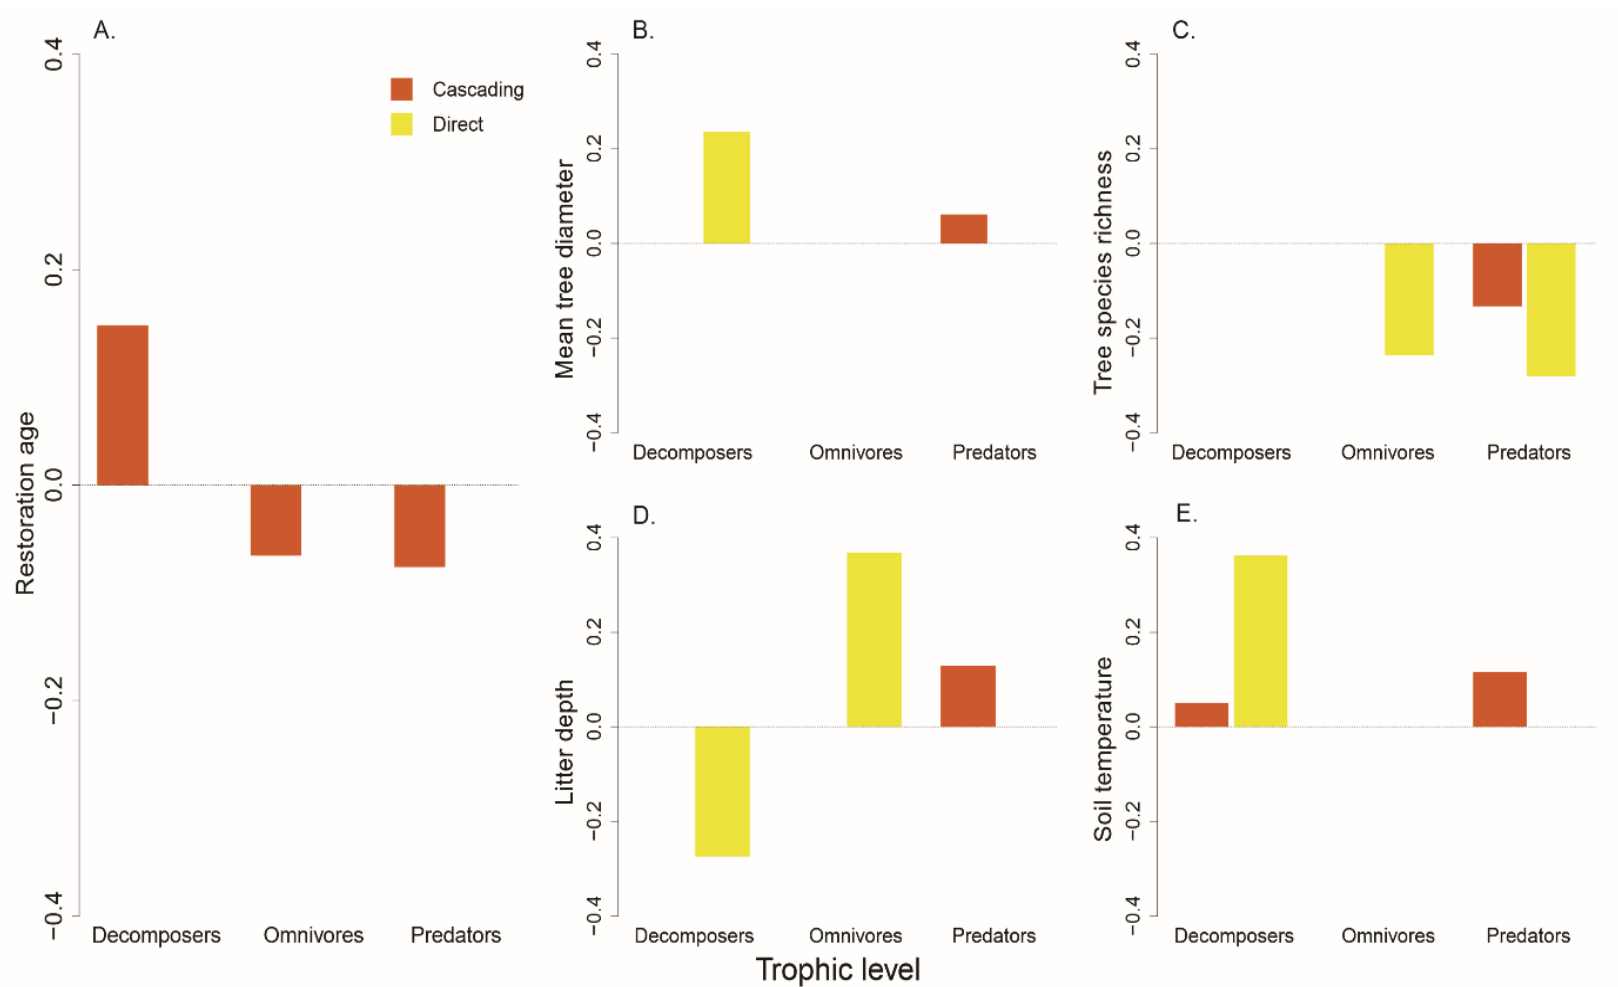 A.
0.4
0.2
0.0
−0.2
−0.4
Restoration age
Cascading
Direct
Decomposers Omnivores Predators
B.
0.4
0.2
0.0
−0.2
−0.4
Mean tree diameter
Decomposers Omnivores Predators
C.
0.4
0.2
0.0
−0.2
−0.4
Tree species richness
Decomposers Omnivores Predators
D.
0.4
0.2
0.0
−0.2
−0.4
Litter depth
Decomposers Omnivores Predators
E.
0.4
0.2
0.0
−0.2
−0.4
Soil temperature
Decomposers Omnivores Predators
Trophic level